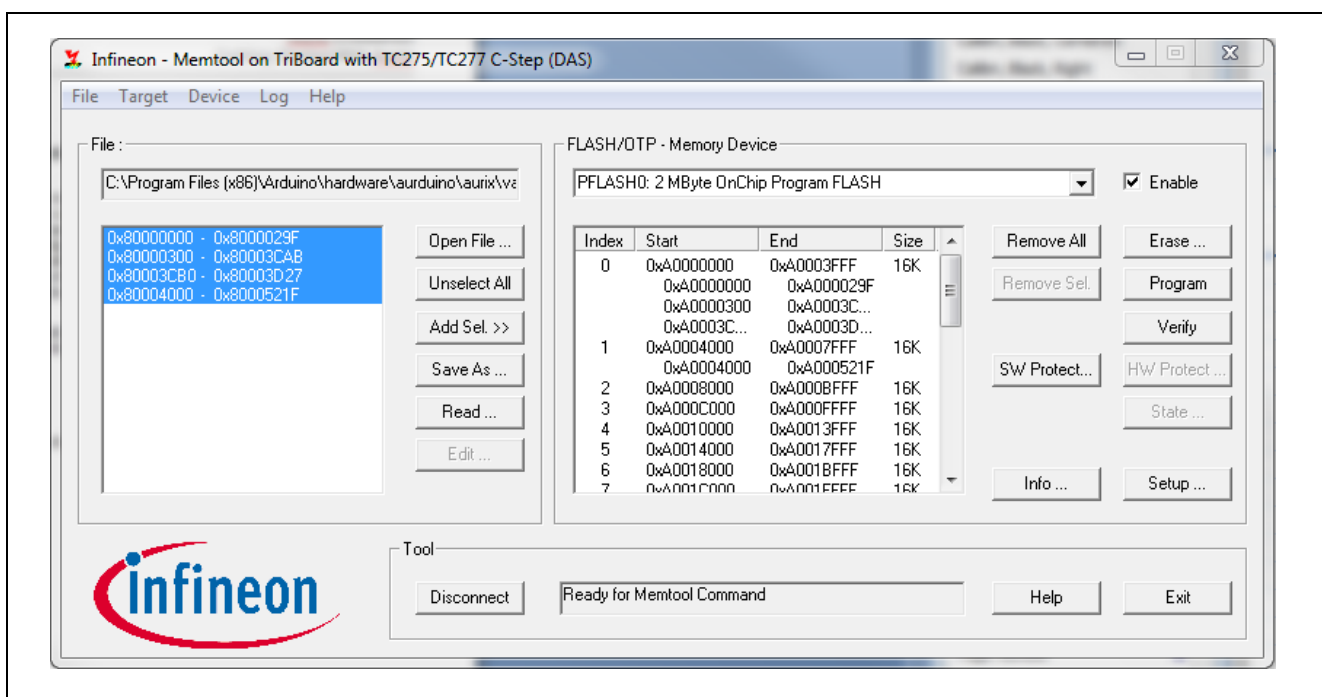 Infineon - Memtool on TriBoard with TC275/TC277 C-Step (DAS)
File Target Device Log Help
File :
C:\Program Files (x86)\Arduino\hardware\aurduino\aurix\va
0x80000000 - 0x8000029F
0x80000300 - 0x80003CAB
0x80003CB0 - 0x80003D27
0x80004000 - 0x8000521F
Open File ...
Unselect All
Add Sel. >>
Save As ...
Read ...
Edit ...
FLASH/OTP - Memory Device
PFLASH0: 2 MByte OnChip Program FLASH
Enable
Index Start End Size
0 0xA0000000 0xA0003FFF 16K
0xA0000000 0xA000029F
0xA0000300 0xA0003C...
0xA0003C... 0xA0003D...
1 0xA0004000 0xA0007FFF 16K
0xA0004000 0xA000521F
2 0xA0008000 0xA000BFFF 16K
3 0xA000C000 0xA000FFFF 16K
4 0xA0010000 0xA0013FFF 16K
5 0xA0014000 0xA0017FFF 16K
6 0xA0018000 0xA001BFFF 16K
7 0xA001C000 0xA001FFFF 16K
Remove All
Erase ...
Remove Sel.
Program
Verify
SW Protect...
HW Protect ...
State ...
Info ...
Setup ...
infineon
Tool
Disconnect
Ready for Memtool Command
Help
Exit